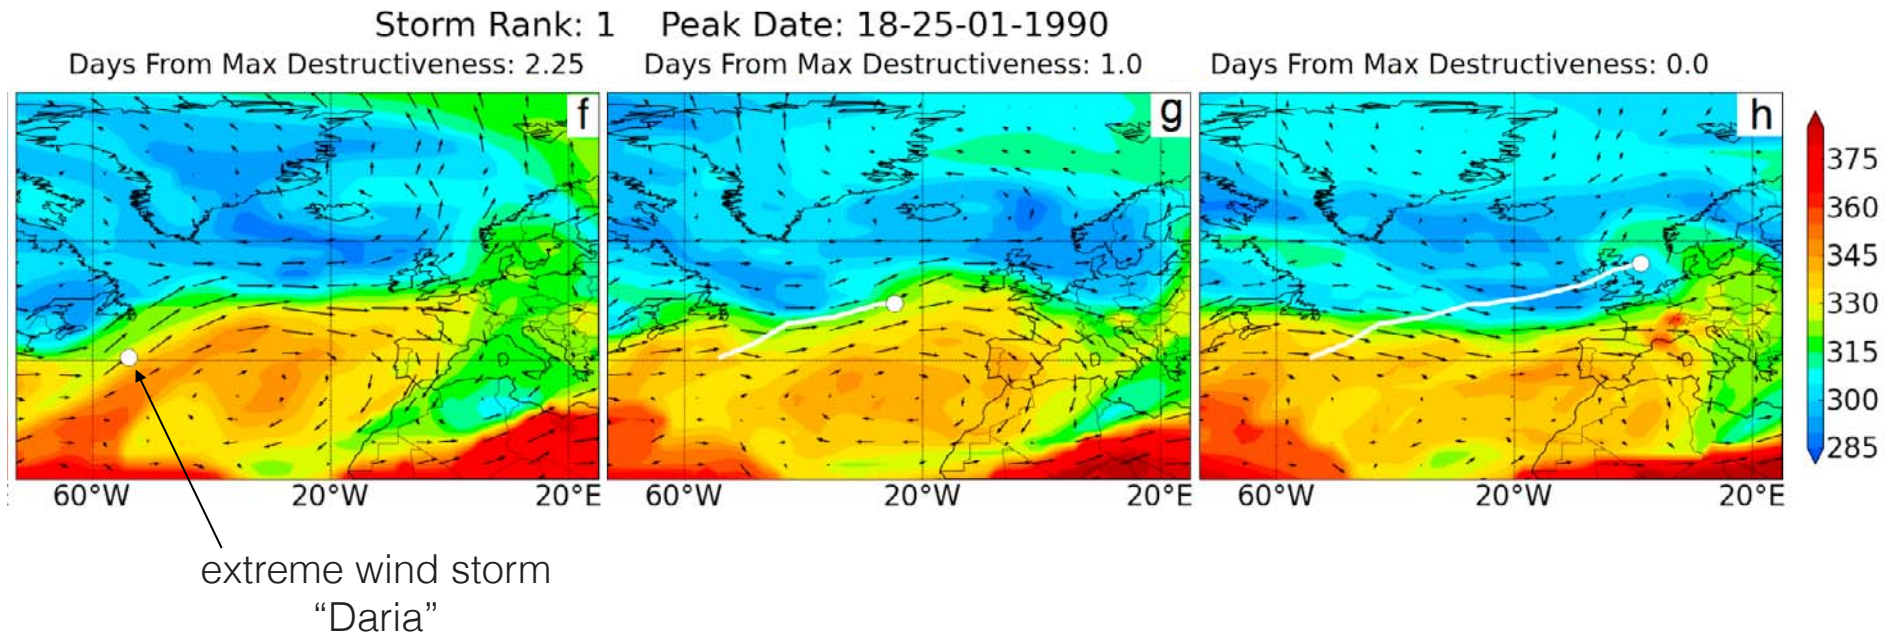 Storm Rank: 1 Peak Date: 18-25-01-1990
Days From Max Destructiveness: 2.25
Days From Max Destructiveness: 1.0
Days From Max Destructiveness: 0.0
f
g
h
375
360
345
330
315
300
285
60°W 20°W 20°E
60°W 20°W 20°E
60°W 20°W 20°E
extreme wind storm
“Daria”